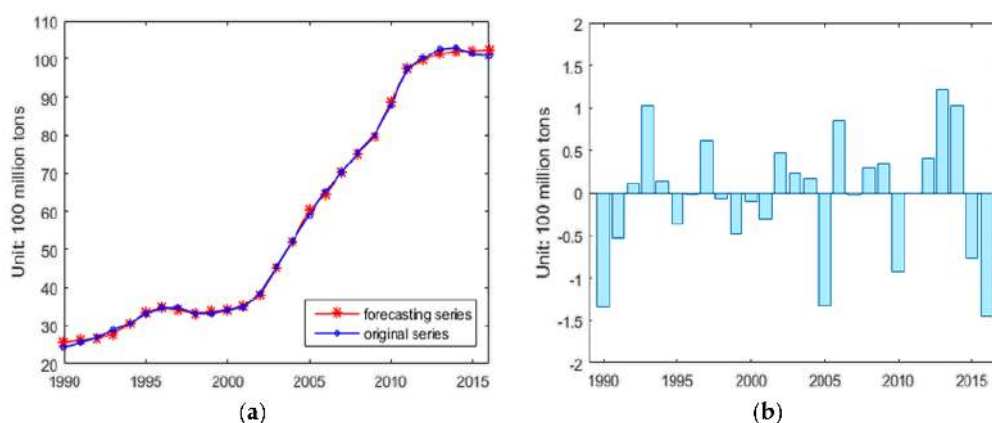 110
100
90
80
70
60
50
40
30
20
Unit: 100 million tons
forecasting series
original series
1990 1995 2000 2005 2010 2015
(a)
2
1.5
1
0.5
0
-0.5
-1
-1.5
-2
Unit: 100 million tons
1990 1995 2000 2005 2010 2015
(b)